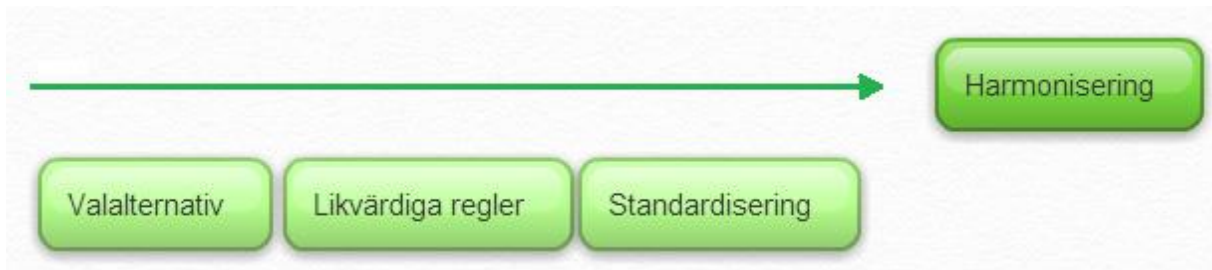 Harmonisering
Valalternativ
Likvärdiga regler
Standardisering